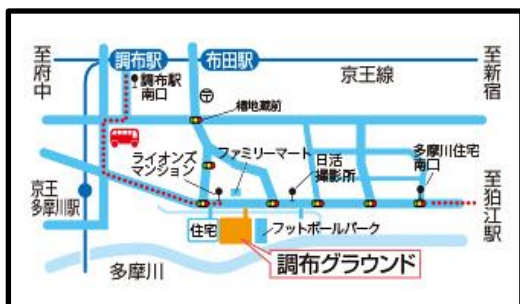 至府中
調布駅
布田駅
至新宿
調布駅
南口
京王線
〒
椿地蔵前
ライオンズ
マンション
ファミリーマート
日活
撮影所
多摩川住宅
南口
京王
多摩川駅
至狛江駅
住宅
フットボールパーク
調布グラウンド
多摩川